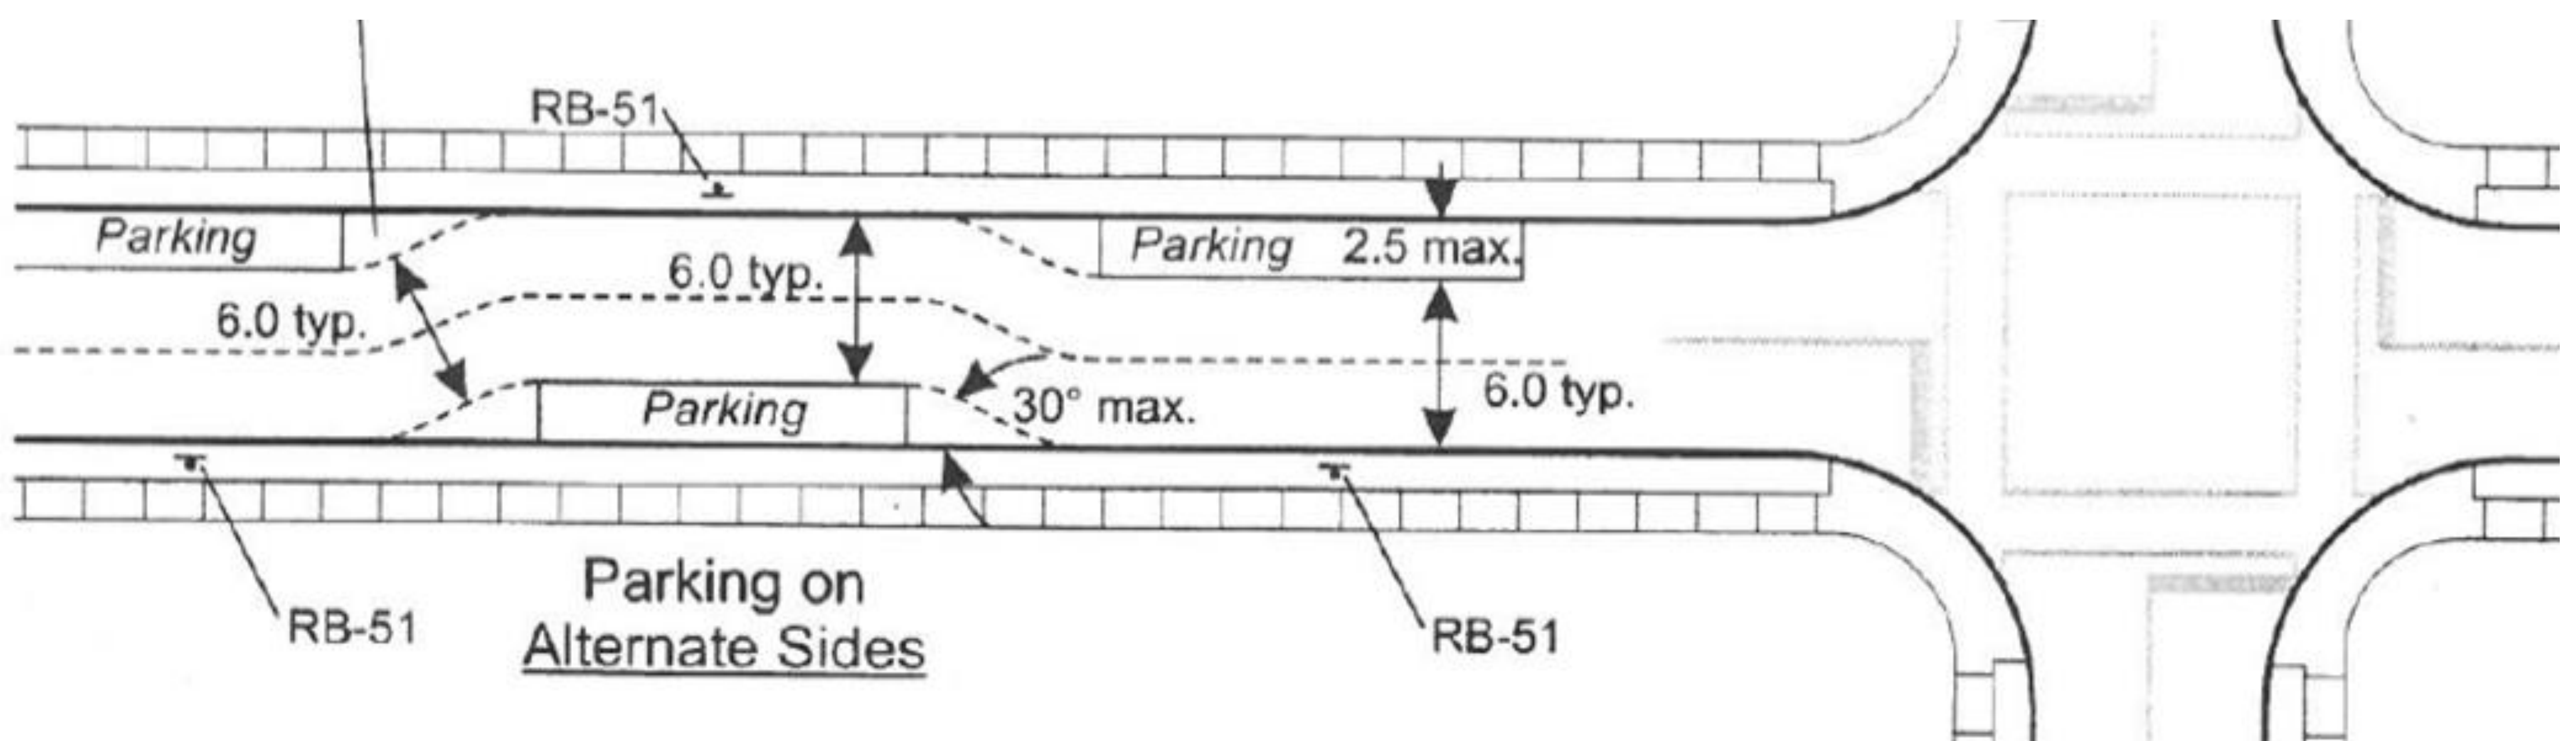 RB-51
Parking
Parking 2.5 max.
6.0 typ.
6.0 typ.
6.0 typ.
Parking
30° max.
RB-51
Parking on
Alternate Sides
RB-51